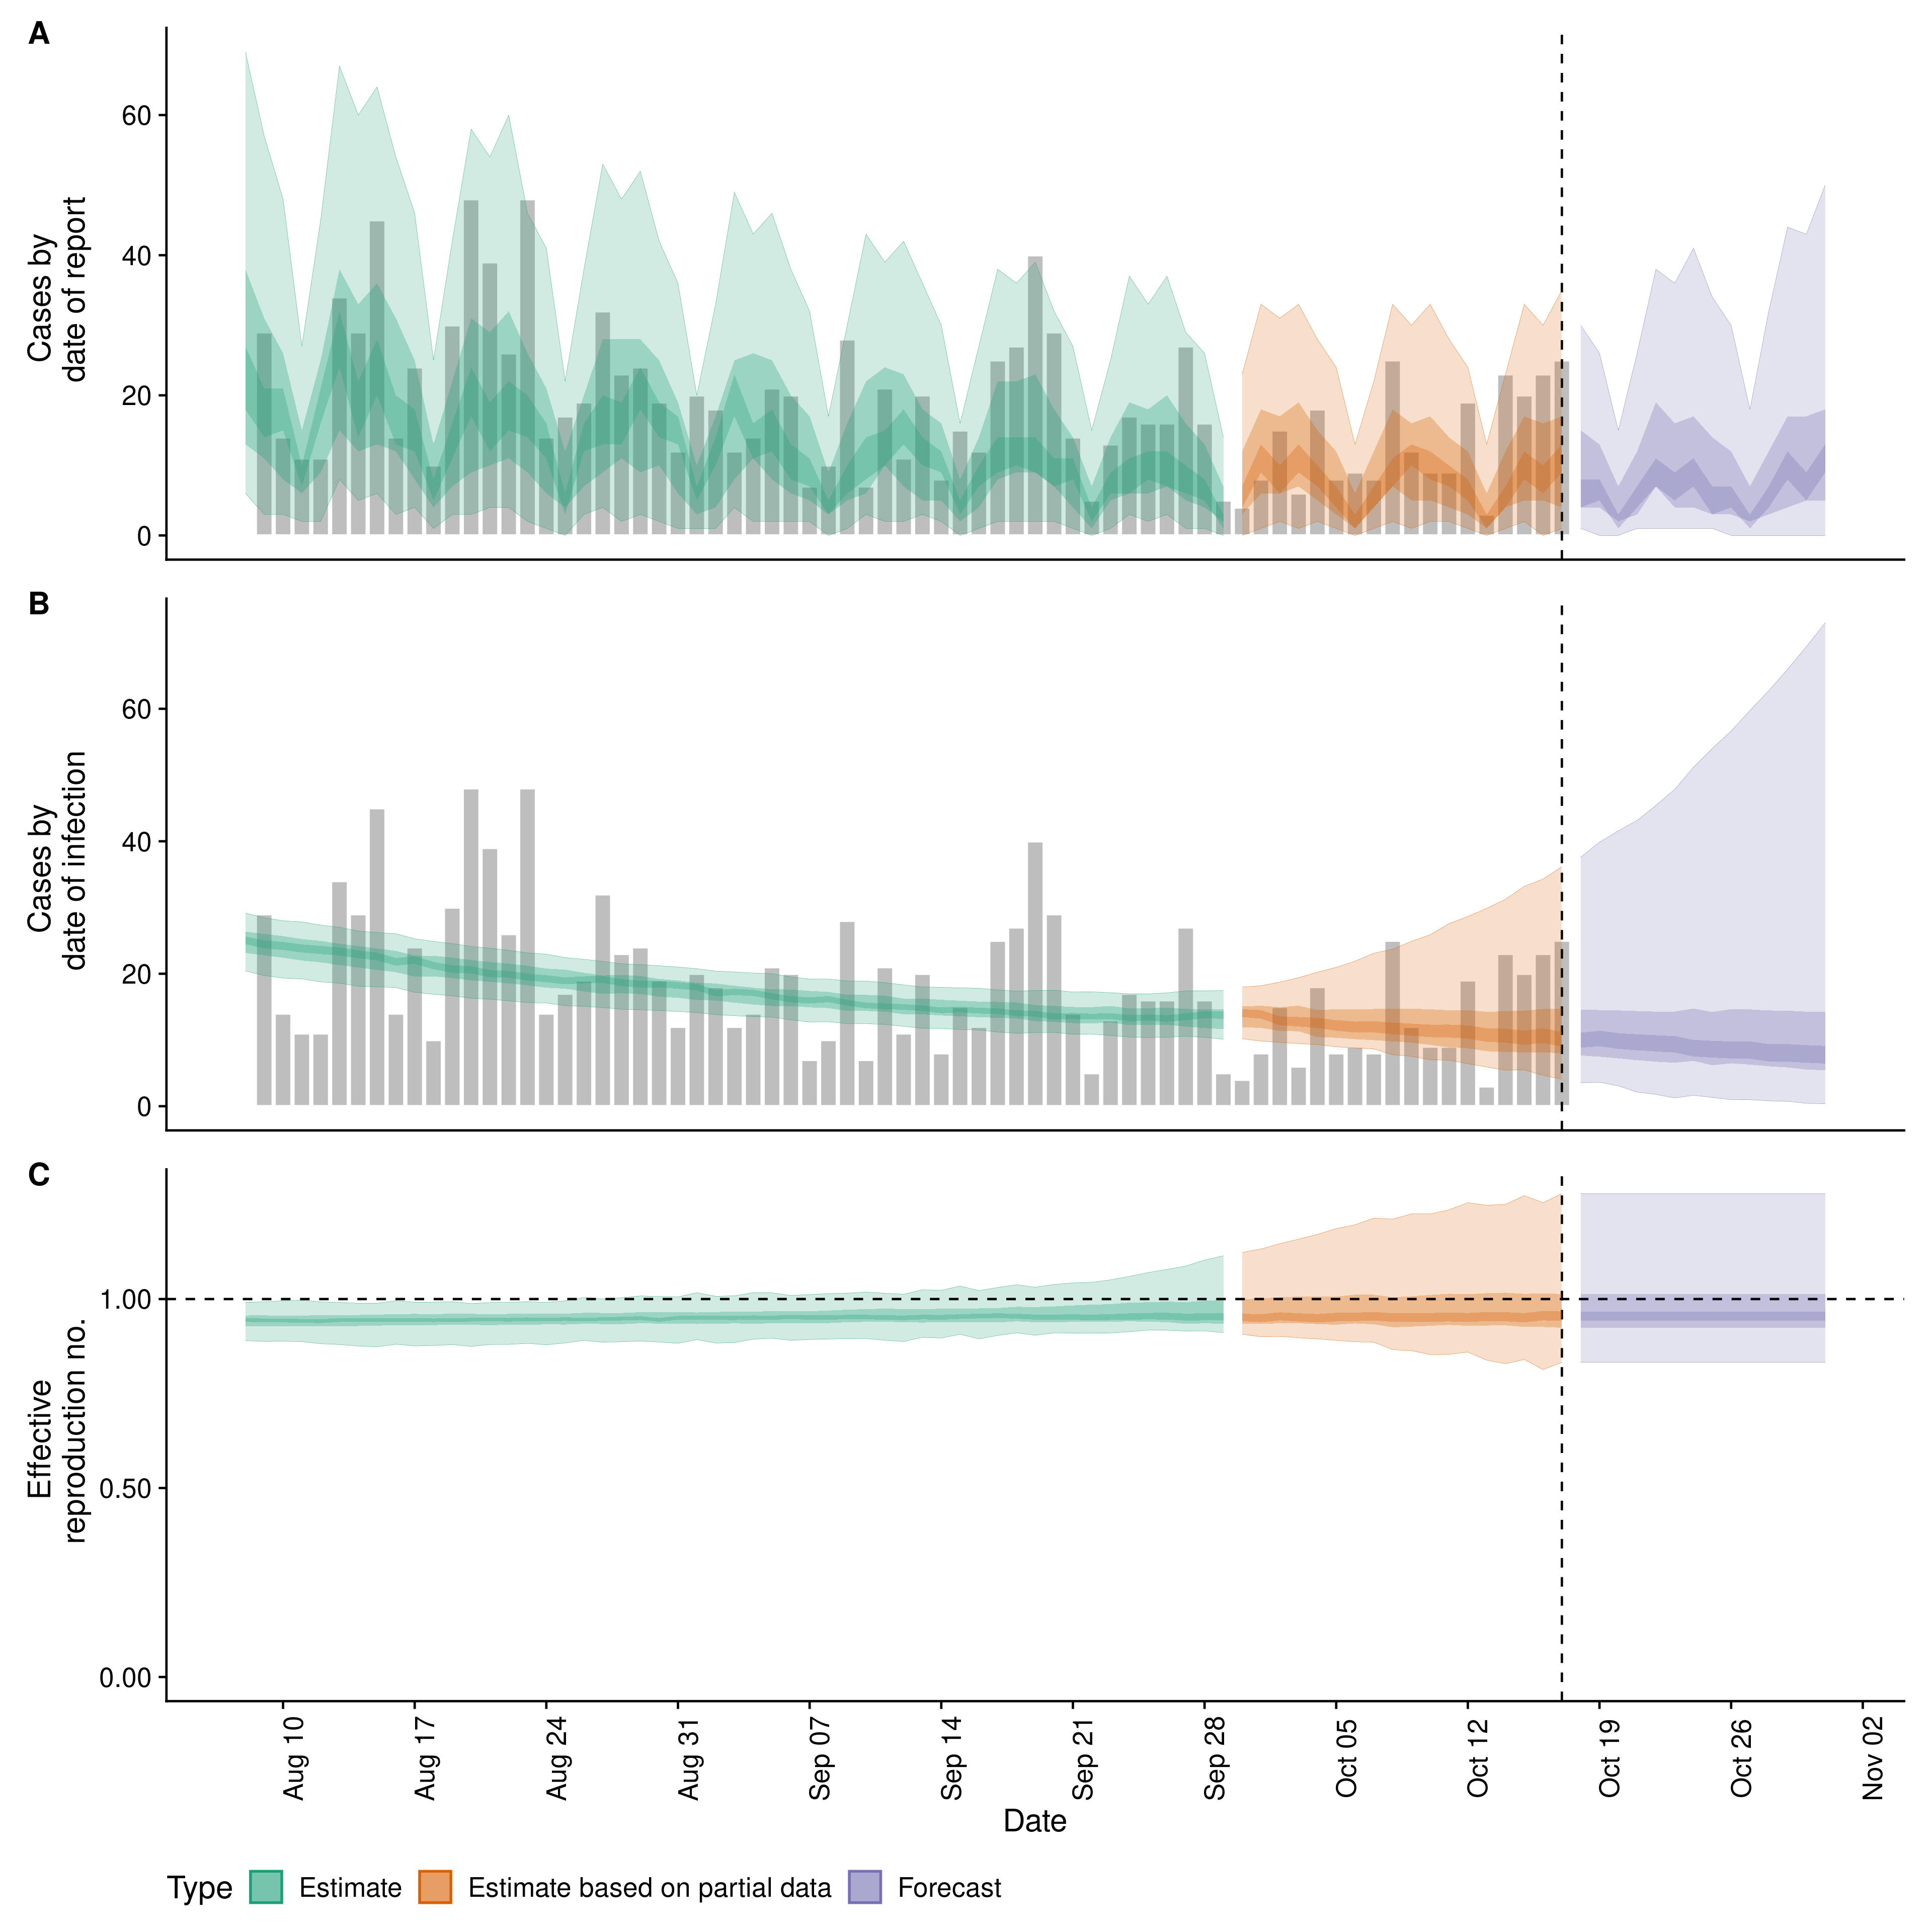 A
Cases by
date of report
60
40
20
0
B
Cases by
date of infection
60
40
20
0
C
Effective
reproduction no.
1.00
0.50
0.00
Aug 10
Aug 17
Aug 24
Aug 31
Sep 07
Sep 14
Sep 21
Sep 28
Oct 05
Oct 12
Oct 19
Oct 26
Nov 02
Date
Type Estimate Estimate based on partial data Forecast